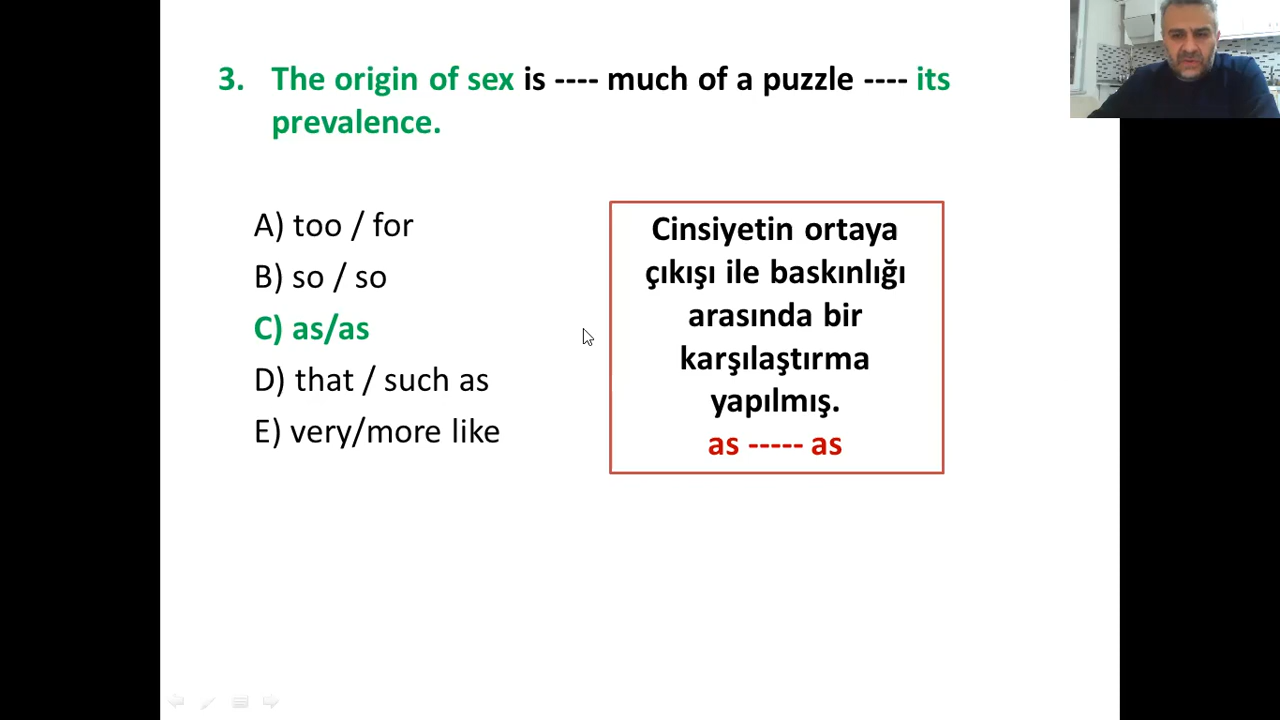 3. The origin of sex is ---- much of a puzzle ---- its
prevalence.
A) too / for
B) so / so
C) as/as
D) that / such as
E) very/more like
Cinsiyetin ortaya
çıkışı ile baskınlığı
arasında bir
karşılaştırma
yapılmış.
as ----- as